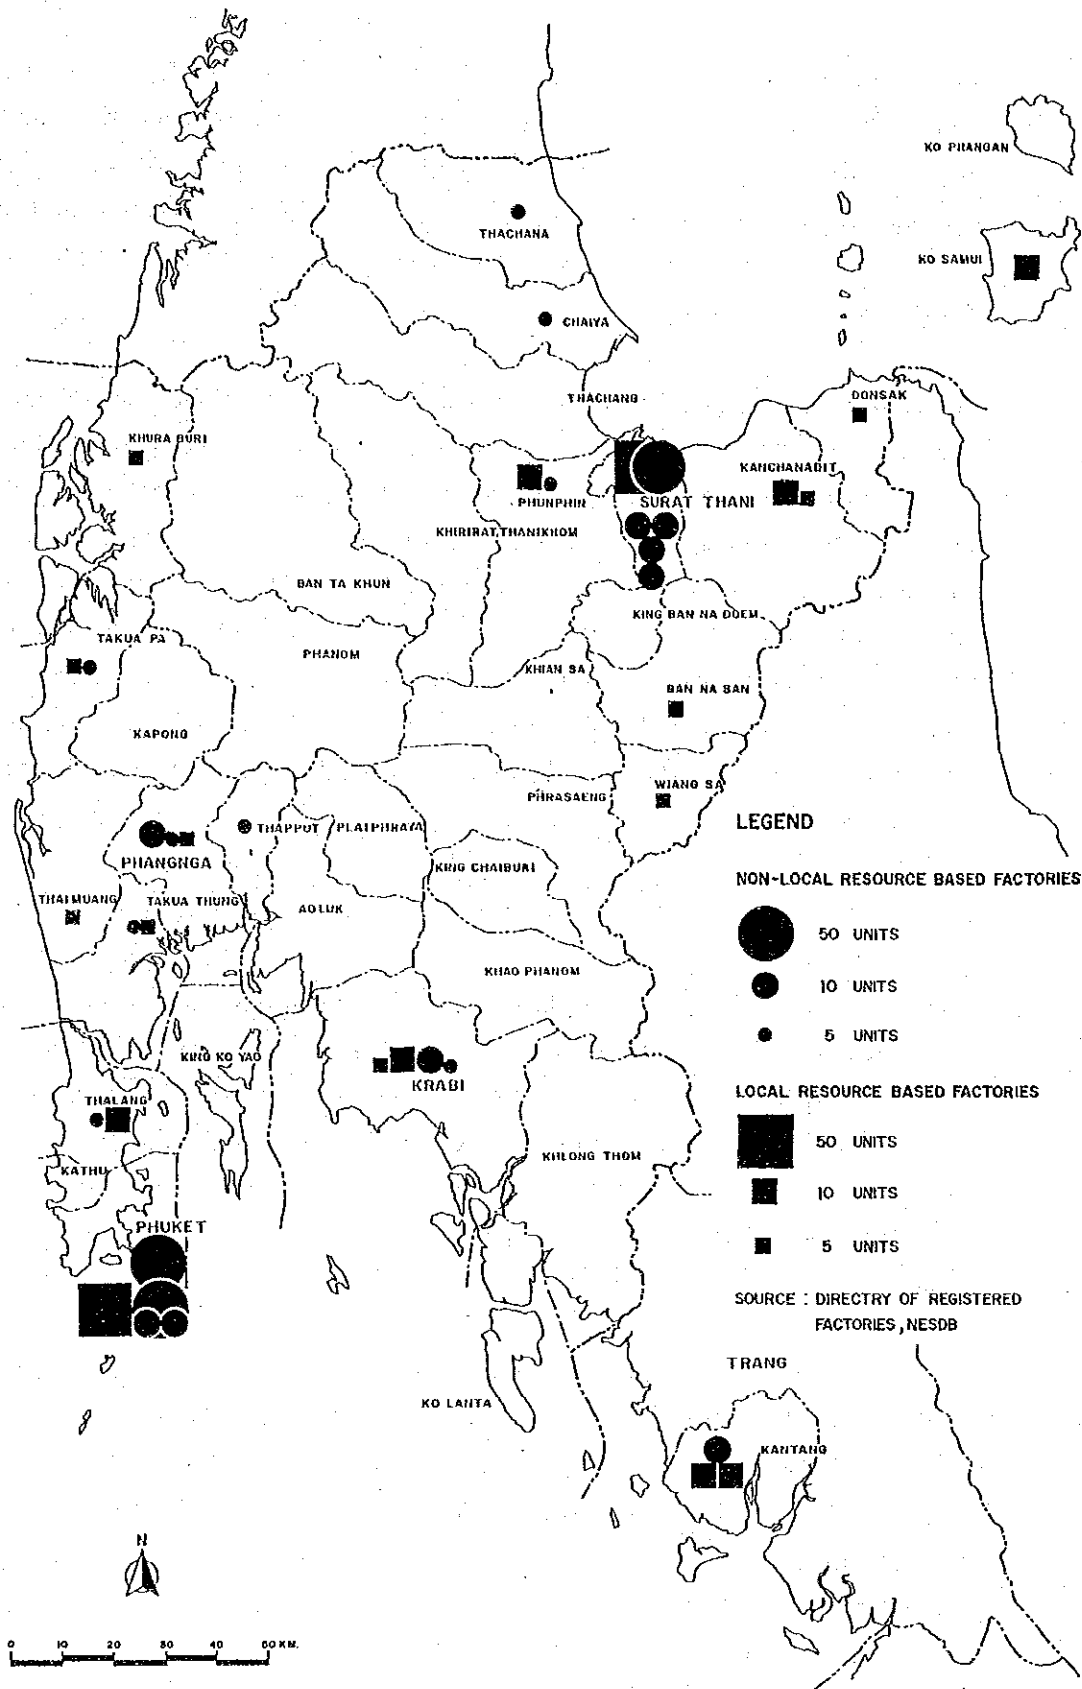 KO PHANGAN
THACHANA
KO SAMUI
CHAIYA
THACHANG
DONSAK
KHURA BURI
KANCHANADIT
PHUNPHIN
SURAT THANI
KHIRIRAT THANIKHOM
BAN TA KHUN
KING BAN NA DOEM
TAKUA PA
PHANOM
KHIAN SA
BAN NA SAN
KAPONG
WIANG SA
PHRASAENG
LEGEND
THAPPUT
PLAIPHRAYA
PHANGNGA
KING CHAIBURI
NON-LOCAL RESOURCE BASED FACTORIES
THAI MUANG
TAKUA THUNG
AO LUK
50 UNITS
KHAO PHANOM
10 UNITS
5 UNITS
KING KO YAO
KRABI
LOCAL RESOURCE BASED FACTORIES
THALANG
50 UNITS
KATHU
KHLONG THOM
10 UNITS
PHUKET
5 UNITS
SOURCE : DIRECTRY OF REGISTERED
FACTORIES, NESDB
TRANG
KO LANTA
KANTANG
N
0 10 20 40 60 KM.